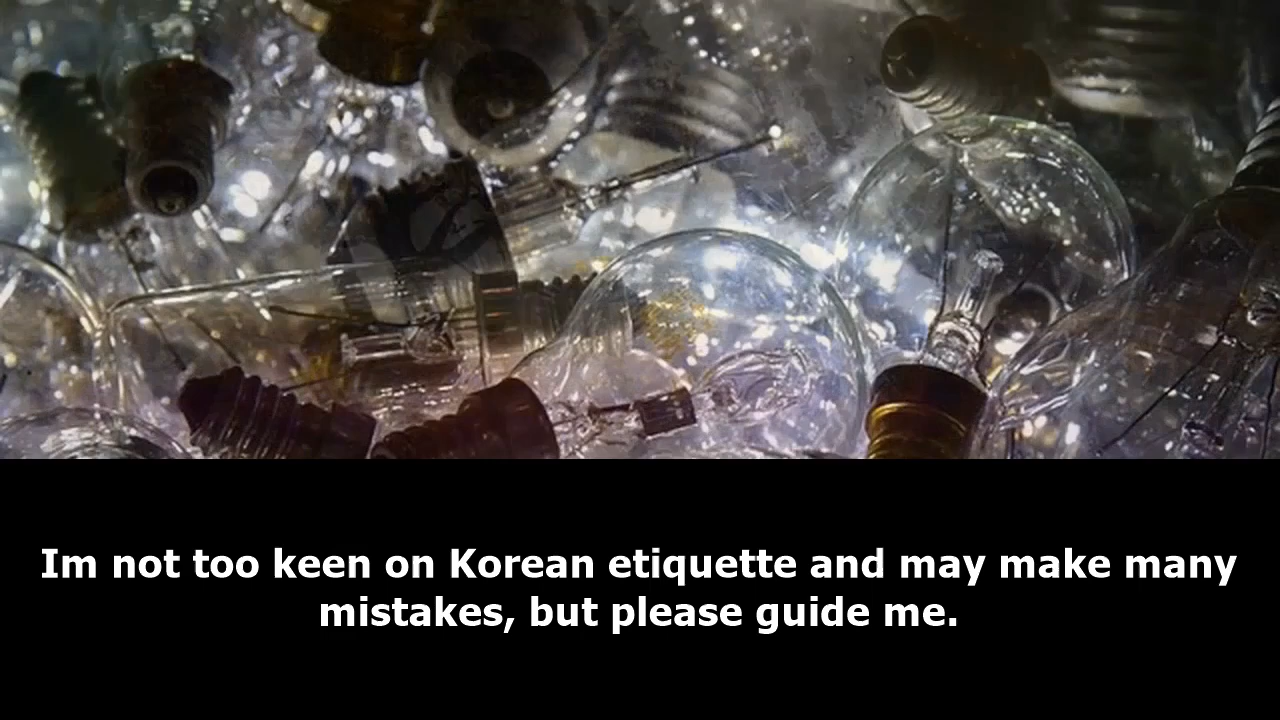 Im not too keen on Korean etiquette and may make many
mistakes, but please guide me.